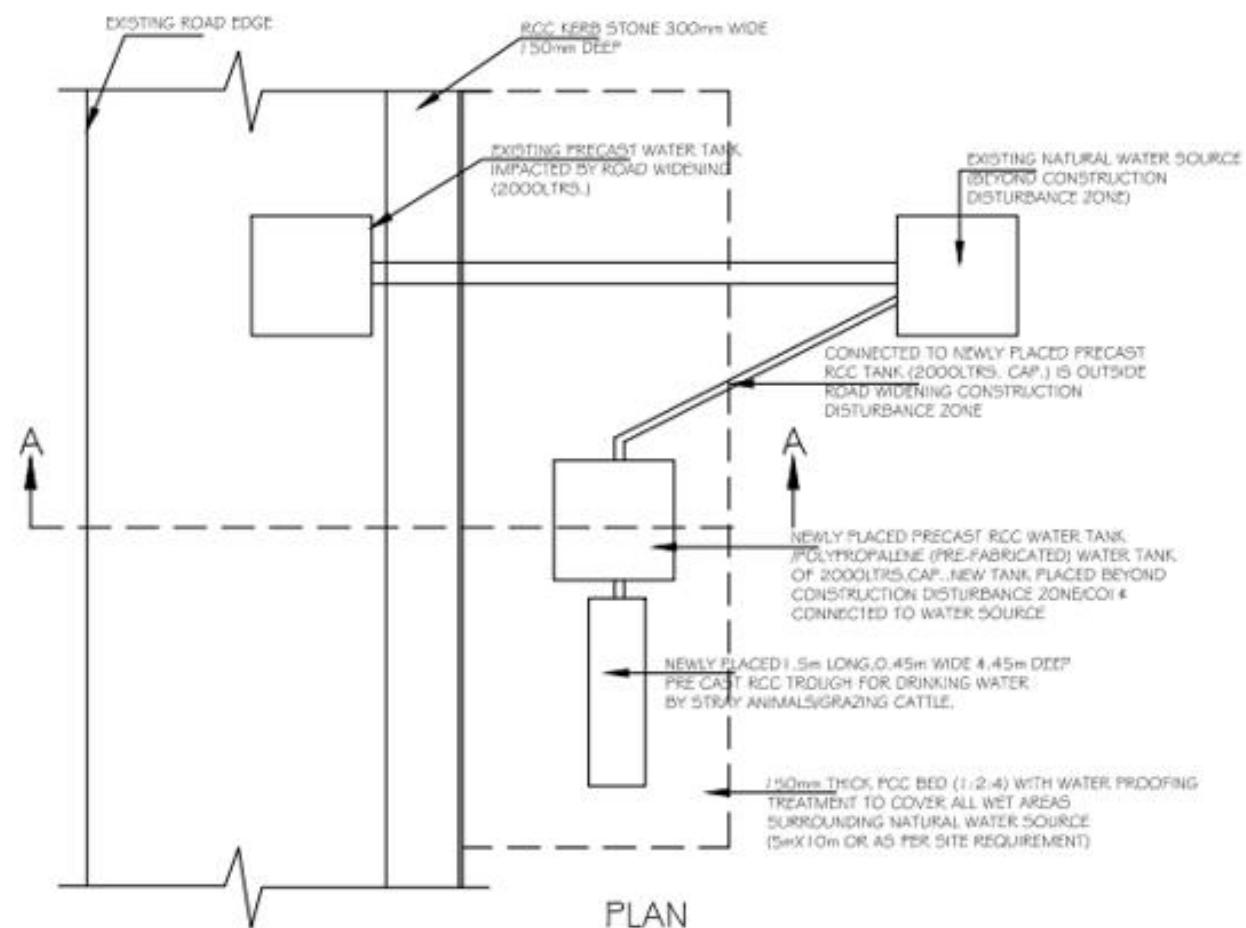 EXISTING ROAD EDGE
RCC KERB STONE 300mm WIDE
150mm DEEP
EXISTING PRECAST WATER TANK
IMPACTED BY ROAD WIDENING
(2000LTRS.)
EXISTING NATURAL WATER SOURCE
(BEYOND CONSTRUCTION
DISTURBANCE ZONE)
CONNECTED TO NEWLY PLACED PRECAST
RCC TANK (2000LTRS. CAP.) IS OUTSIDE
ROAD WIDENING CONSTRUCTION
DISTURBANCE ZONE
A
A
NEWLY PLACED PRECAST RCC WATER TANK
/POLYPROPALENE (PRE-FABRICATED) WATER TANK
OF 2000LTRS.CAP..NEW TANK PLACED BEYOND
CONSTRUCTION DISTURBANCE ZONE/COI &
CONNECTED TO WATER SOURCE
NEWLY PLACED 1.5m LONG,0.45m WIDE &.45m DEEP
PRE CAST RCC TROUGH FOR DRINKING WATER
BY STRAY ANIMALS/GRAZING CATTLE.
150mm THICK PCC BED (1:2:4) WITH WATER PROOFING
TREATMENT TO COVER ALL WET AREAS
SURROUNDING NATURAL WATER SOURCE
(5mX10m OR AS PER SITE REQUIREMENT)
PLAN